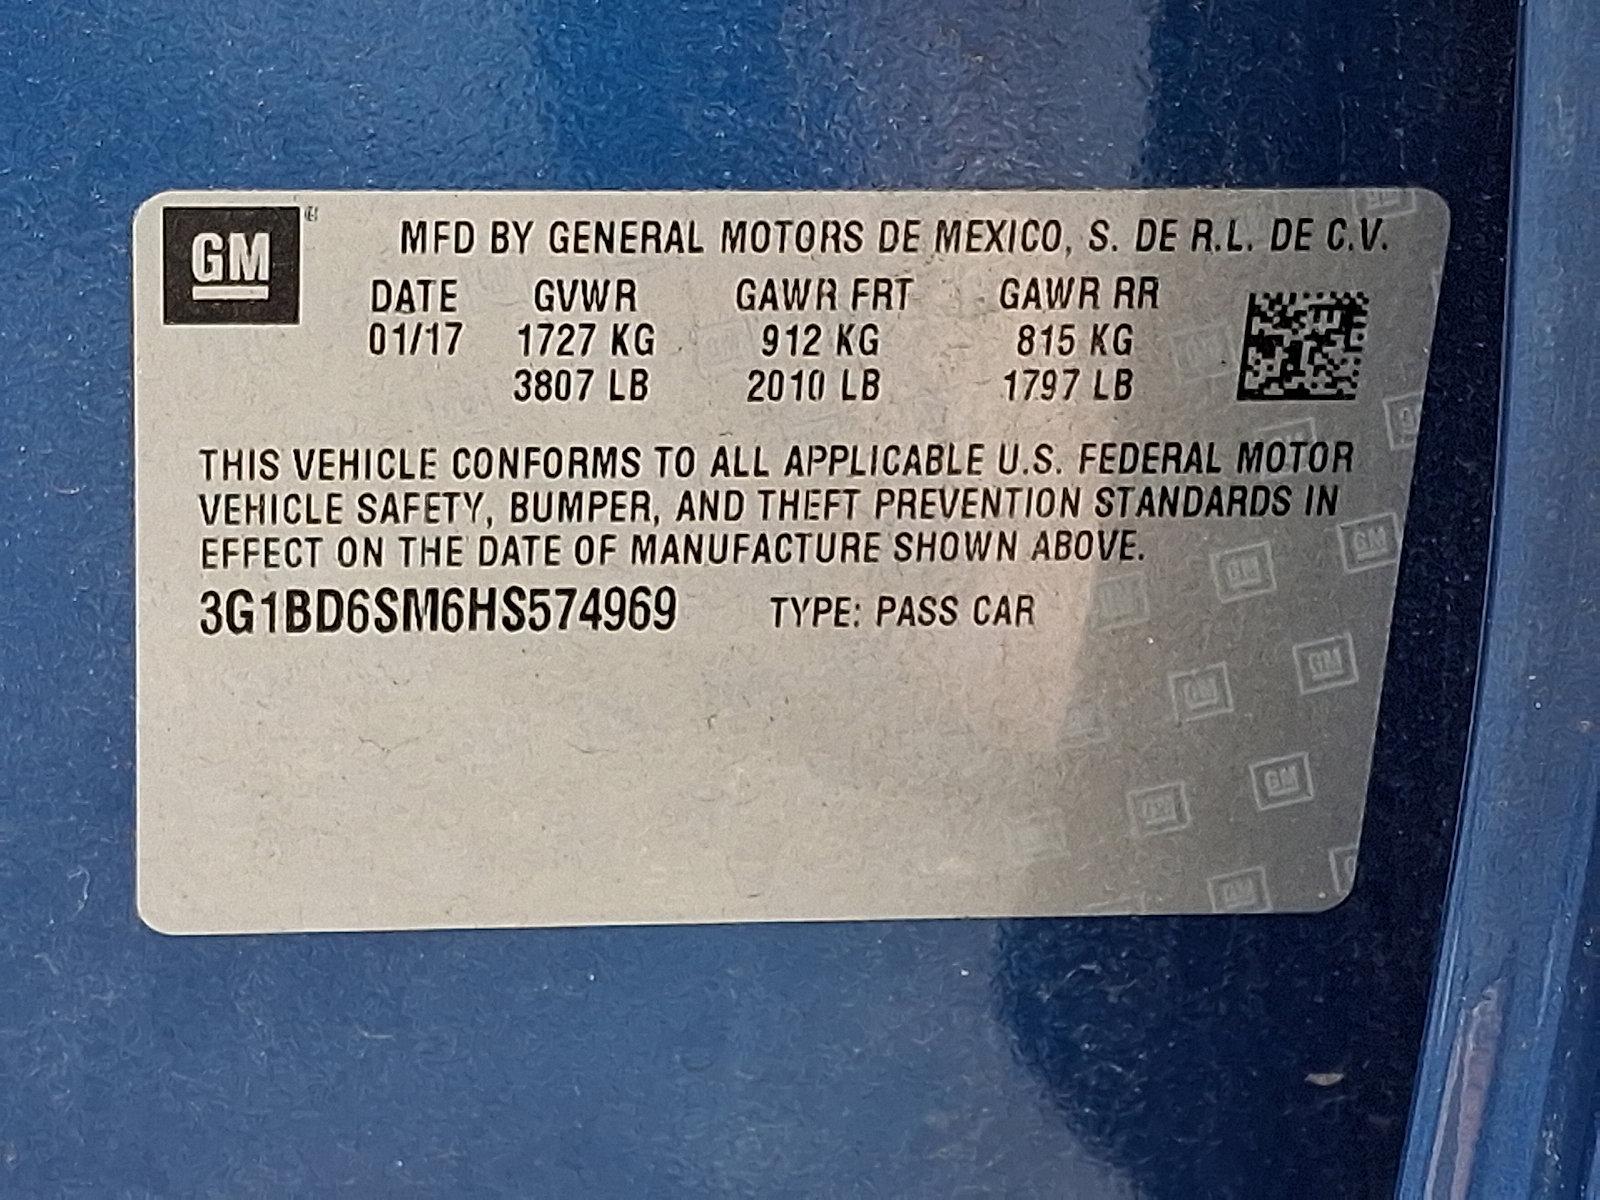 GM
MFD BY GENERAL MOTORS DE MEXICO, S. DE R.L. DE C.V.
DATE GVWR GAWR FRT GAWR RR
01/17 1727 KG 912 KG 815 KG
3807 LB 2010 LB 1797 LB
THIS VEHICLE CONFORMS TO ALL APPLICABLE U.S. FEDERAL MOTOR
VEHICLE SAFETY, BUMPER, AND THEFT PREVENTION STANDARDS IN
EFFECT ON THE DATE OF MANUFACTURE SHOWN ABOVE.
3G1BD6SM6HS574969 TYPE: PASS CAR